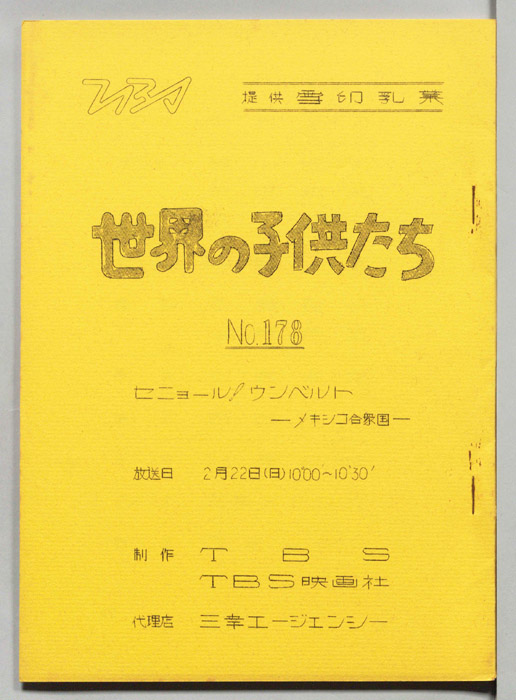 TBS
提供 雪印乳業
世界の子供たち
No.178
セニョール!ウンベルト
―メキシコ合衆国―
放送日 2月22日(日)10'00'~10'30'
制作 TBS
TBS映画社
代理店 三幸エージェンシー